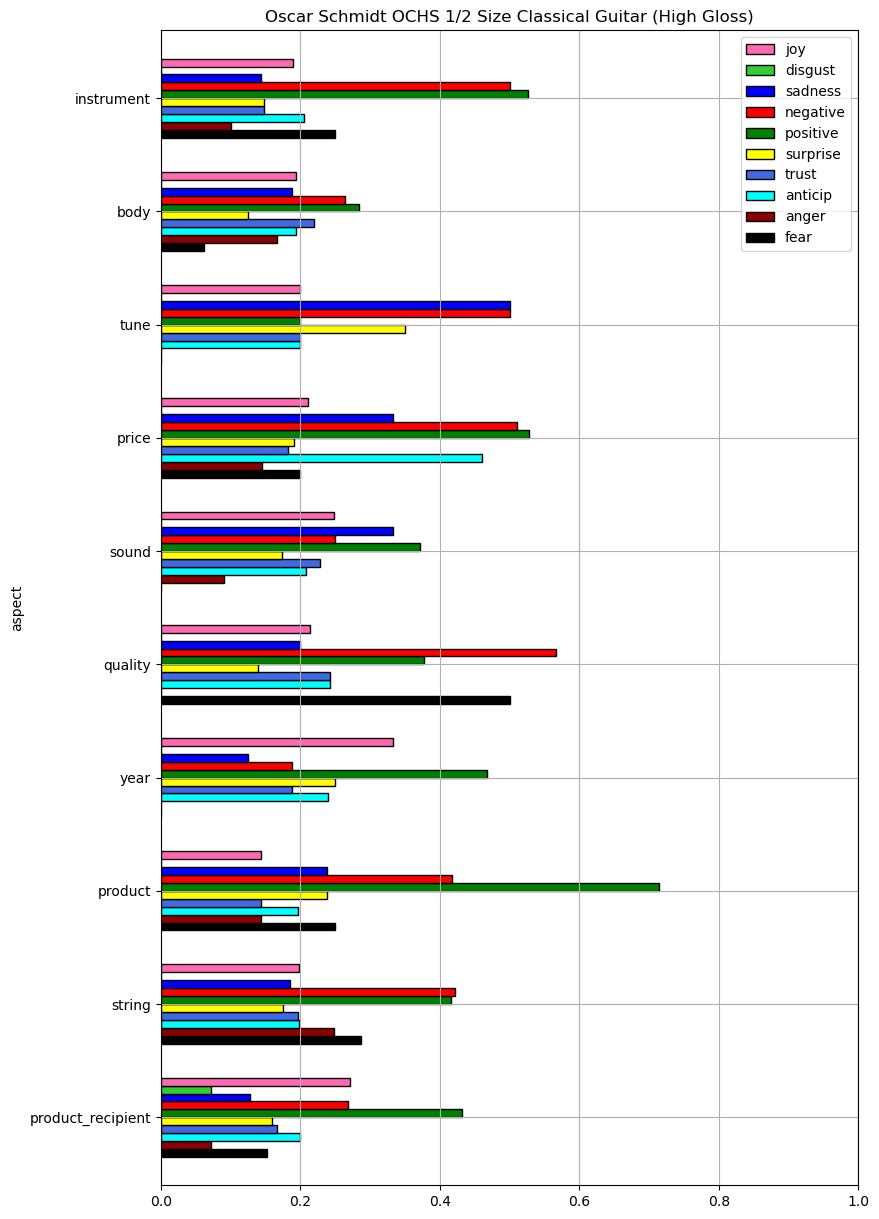 Oscar Schmidt OCHS 1/2 Size Classical Guitar (High Gloss)
joy
disgust
sadness
negative
positive
surprise
trust
anticip
anger
fear
instrument
body
tune
price
sound
quality
year
product
string
product_recipient
aspect
0.0 0.2 0.4 0.6 0.8 1.0